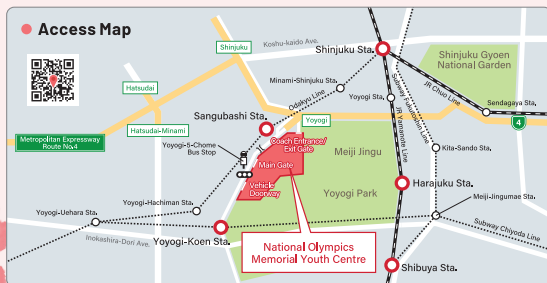 Access Map
Shinjuku
Koshu-kaido Ave.
Shinjuku Sta.
Shinjuku Gyoen
National Garden
Hatsudai
Minami-Shinjuku Sta.
Odakyu Line
Yoyogi Sta.
Subway Fukutoshin Line
JR Chuo Line
Sendagaya Sta.
4
Sangubashi Sta.
Yoyogi
JR Yamanote Line
Hatsudai-Minami
Metropolitan Expressway
Route No.4
Yoyogi-5-Chome
Bus Stop
Coach Entrance/
Exit Gate
Main Gate
Vehicle
Doorway
Meiji Jingu
Kita-Sando Sta.
Yoyogi Park
Harajuku Sta.
Meiji-Jingumae Sta.
Yoyogi-Hachiman Sta.
Yoyogi-Uehara Sta.
Inokashira-Dori Ave.
Yoyogi-Koen Sta.
Subway Chiyoda Line
National Olympics
Memorial Youth Centre
Shibuya Sta.